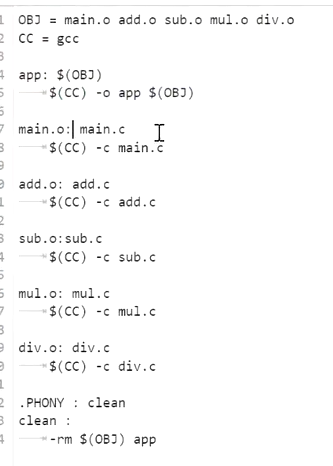 1 OBJ = main.o add.o sub.o mul.o div.o
2 CC = gcc
3
4 app: $(OBJ)
5 $(CC) -o app $(OBJ)
6
7 main.o: main.c
8 $(CC) -c main.c
9
0 add.o: add.c
1 $(CC) -c add.c
2
3 sub.o:sub.c
4 $(CC) -c sub.c
5
6 mul.o: mul.c
7 $(CC) -c mul.c
8
9 div.o: div.c
0 $(CC) -c div.c
1
2 .PHONY : clean
3 clean :
4 -rm $(OBJ) app